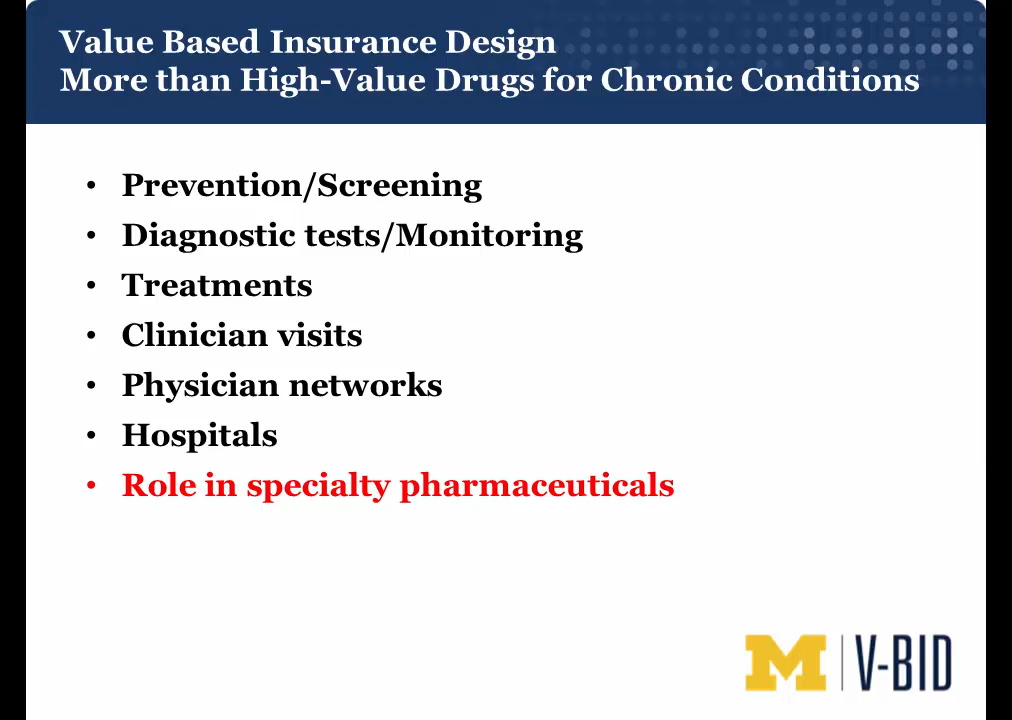 Value Based Insurance Design
More than High-Value Drugs for Chronic Conditions
• Prevention/Screening
• Diagnostic tests/Monitoring
• Treatments
• Clinician visits
• Physician networks
• Hospitals
• Role in specialty pharmaceuticals
M | V-BID